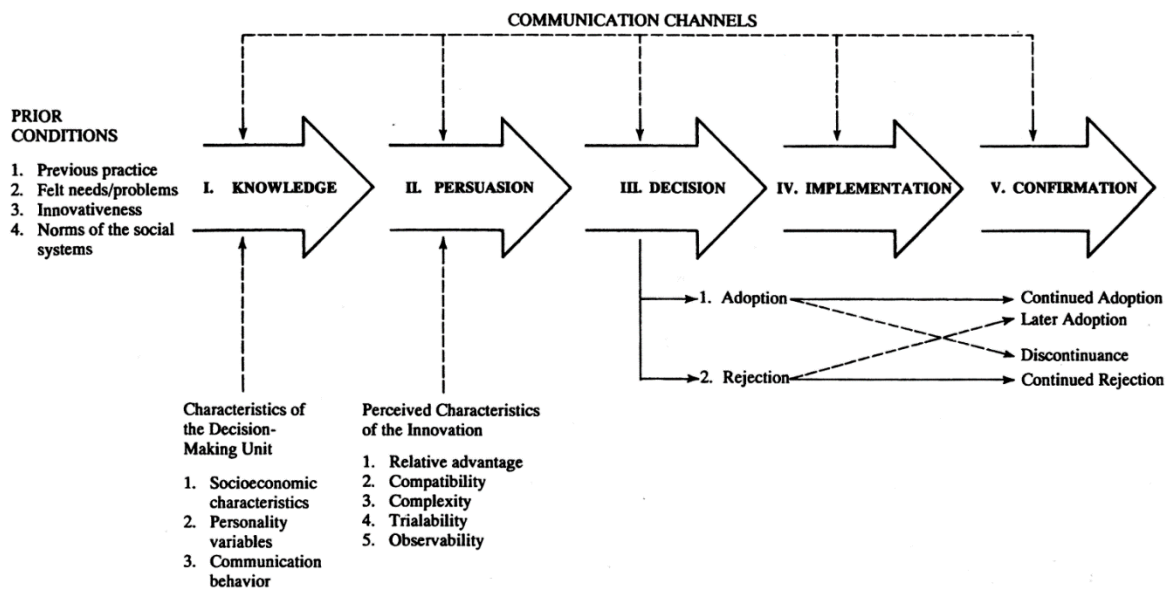 COMMUNICATION CHANNELS
PRIOR
CONDITIONS
1. Previous practice
2. Felt needs/problems
3. Innovativeness
4. Norms of the social
systems
I. KNOWLEDGE
II. PERSUASION
III. DECISION
IV. IMPLEMENTATION
V. CONFIRMATION
1. Adoption
2. Rejection
Continued Adoption
Later Adoption
Discontinuance
Continued Rejection
Characteristics of
the Decision-
Making Unit
1. Socioeconomic
characteristics
2. Personality
variables
3. Communication
behavior
Perceived Characteristics
of the Innovation
1. Relative advantage
2. Compatibility
3. Complexity
4. Trialability
5. Observability